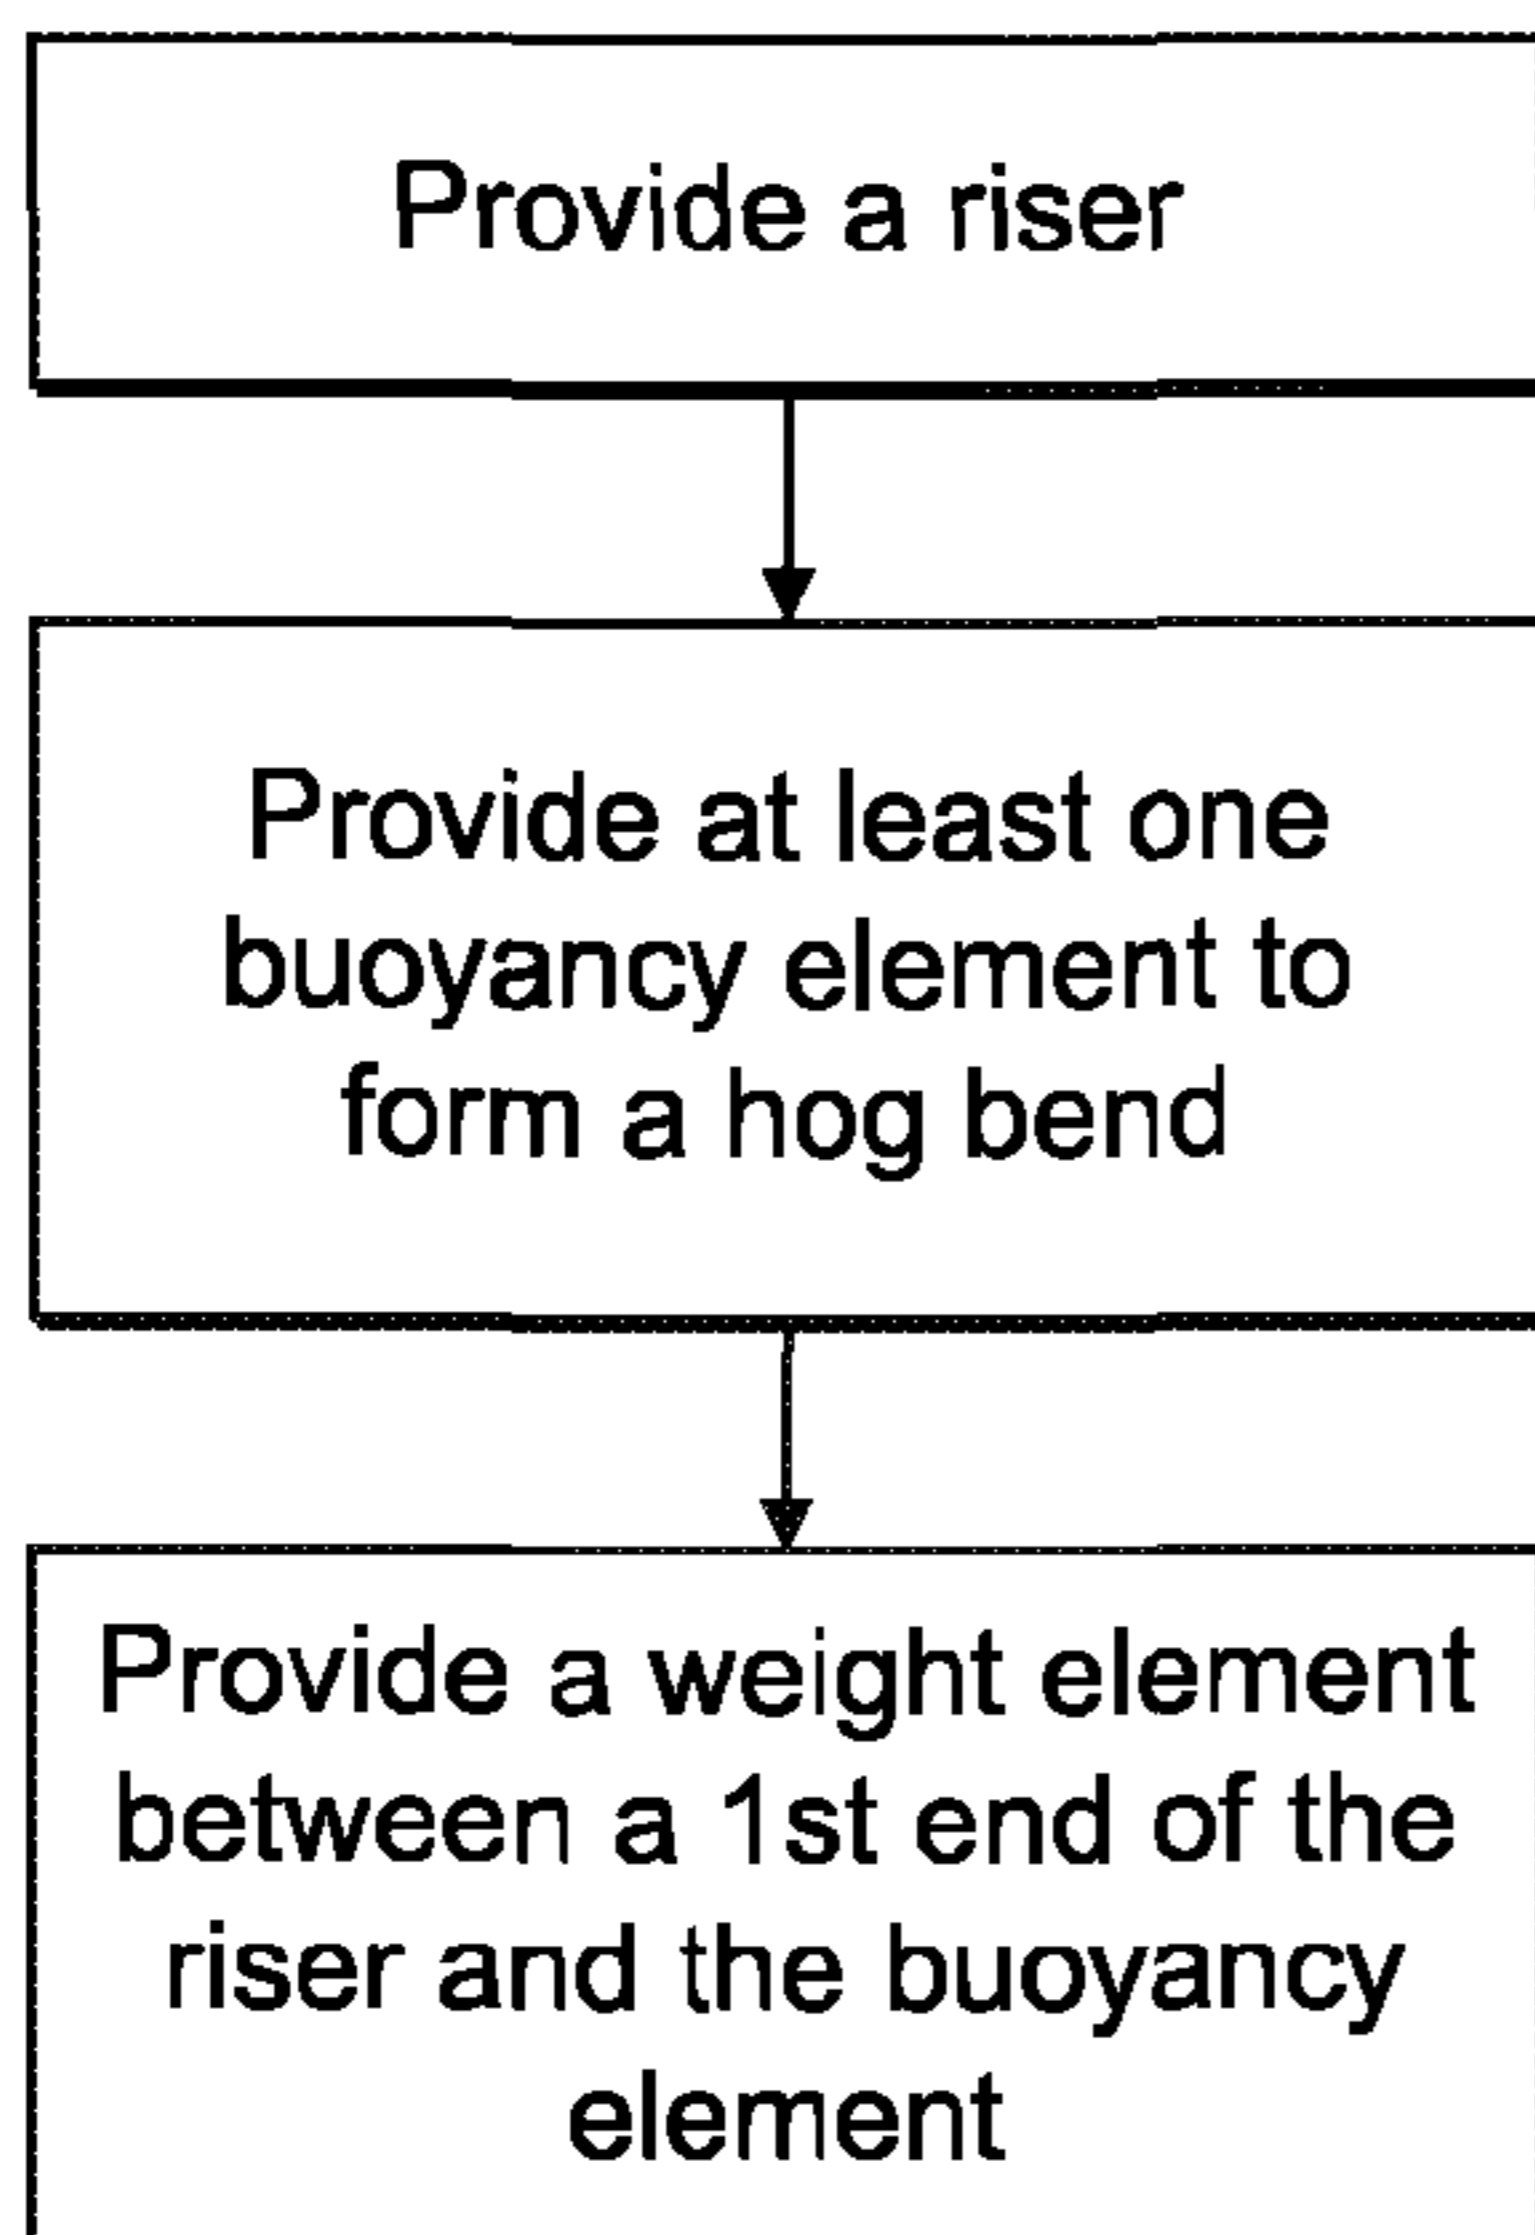 Provide a riser
Provide at least one
buoyancy element to
form a hog bend
Provide a weight element
between a 1st end of the
riser and the buoyancy
element